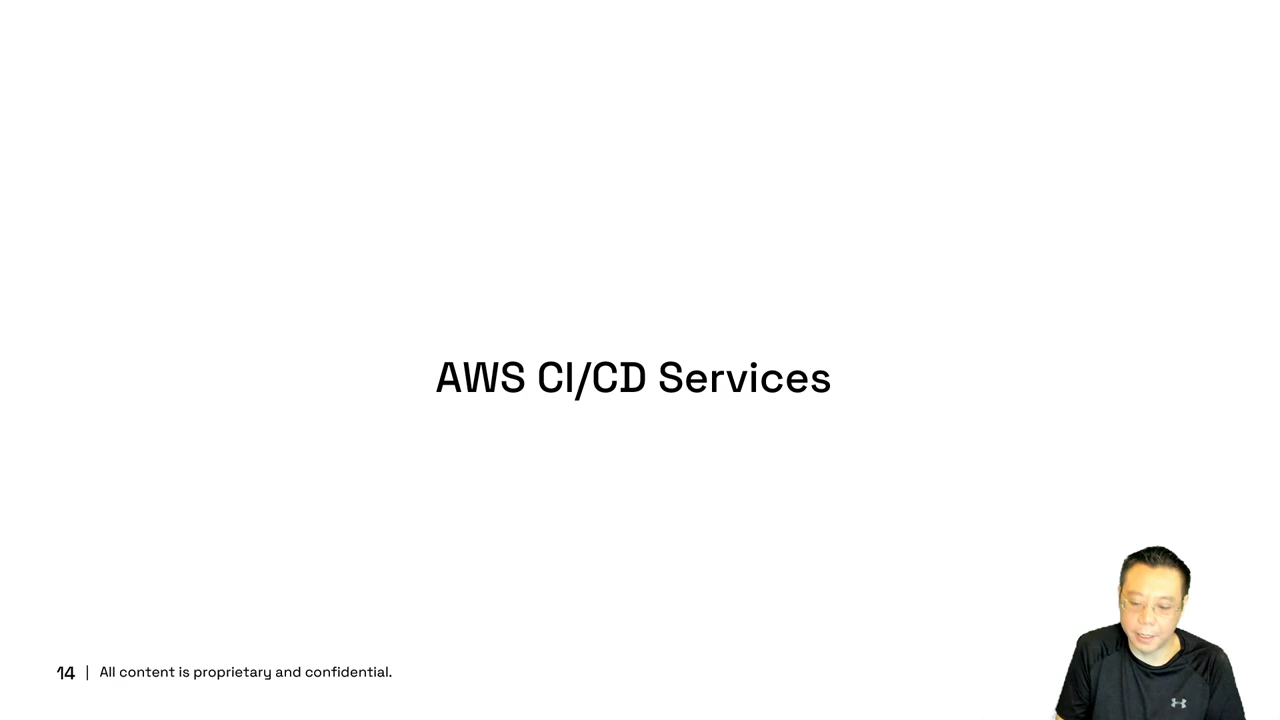 AWS CI/CD Services
14 | All content is proprietary and confidential.